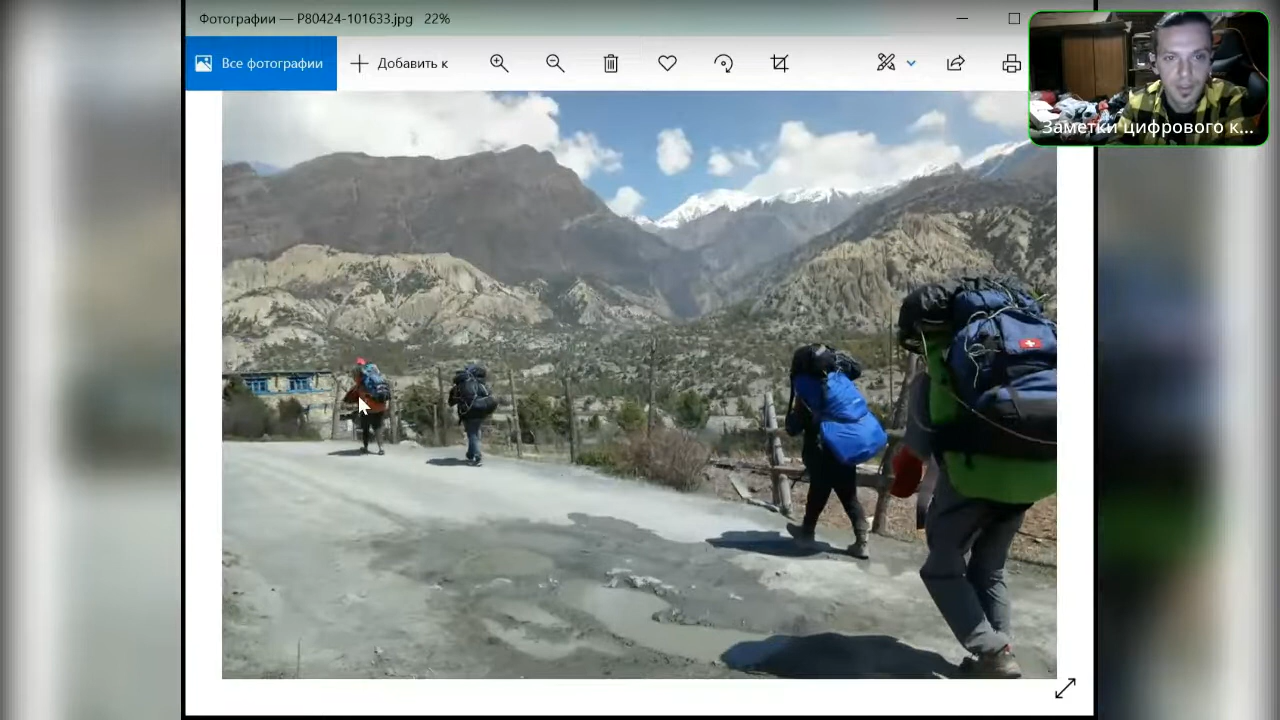 Фотографии — P80424-101633.jpg 22%
Все фотографии
Добавить к
Заметки цифрового к...